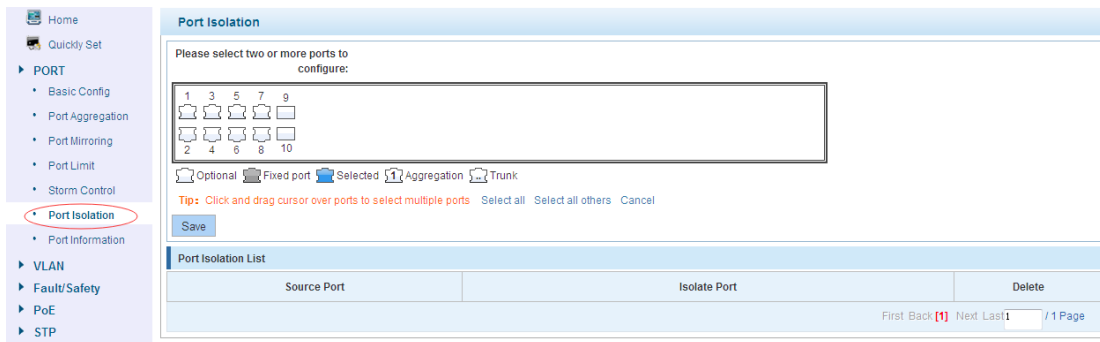 Home
Quickly Set
PORT
Basic Config
Port Aggregation
Port Mirroring
Port Limit
Storm Control
Port Isolation
Port Information
VLAN
Fault/Safety
PoE
STP
Port Isolation
Please select two or more ports to
configure:
1 3 5 7 9
2 4 6 8 10
Optional Fixed port Selected 1 Aggregation Trunk
Tip: Click and drag cursor over ports to select multiple ports Select all Select all others Cancel
Save
Port Isolation List
Source Port Isolate Port Delete
First Back [1] Next Last 1 / 1 Page